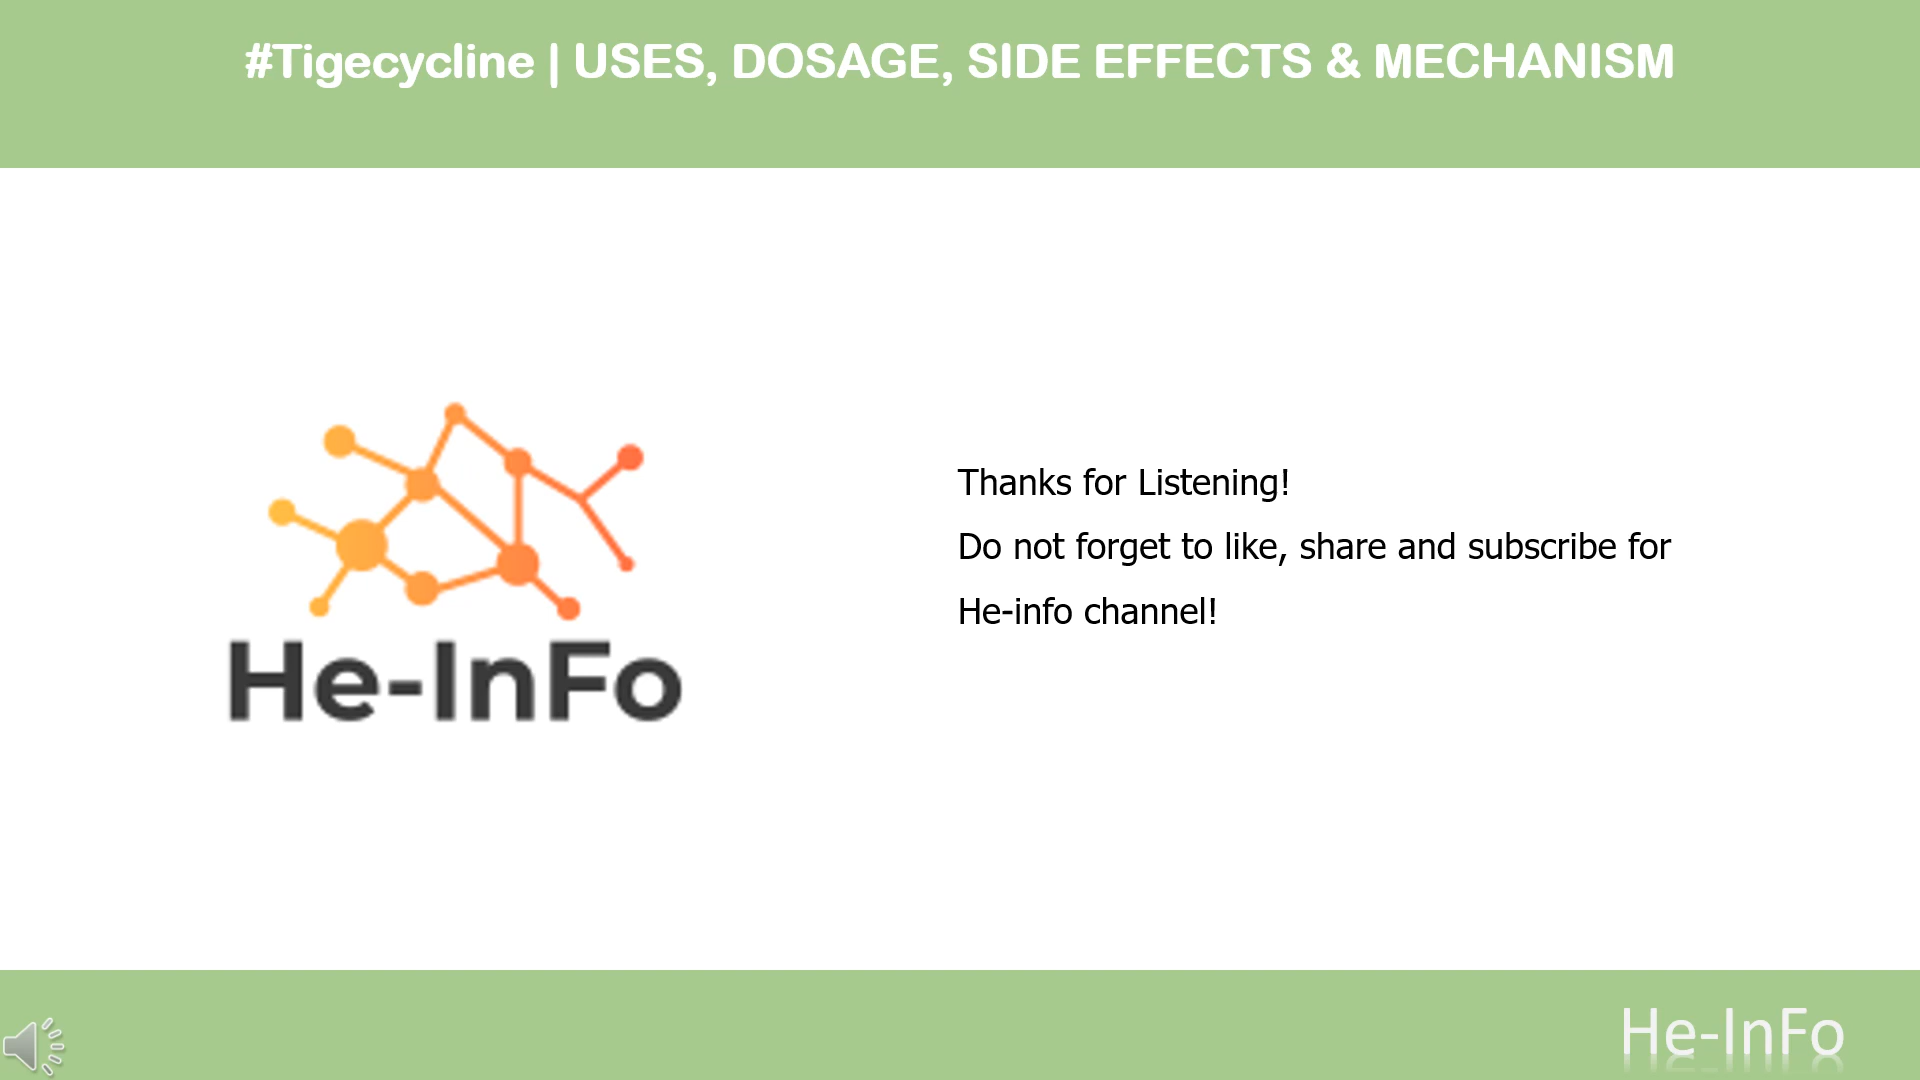 #Tigecycline | USES, DOSAGE, SIDE EFFECTS & MECHANISM
He-InFo
Thanks for Listening!
Do not forget to like, share and subscribe for
He-info channel!
He-InFo